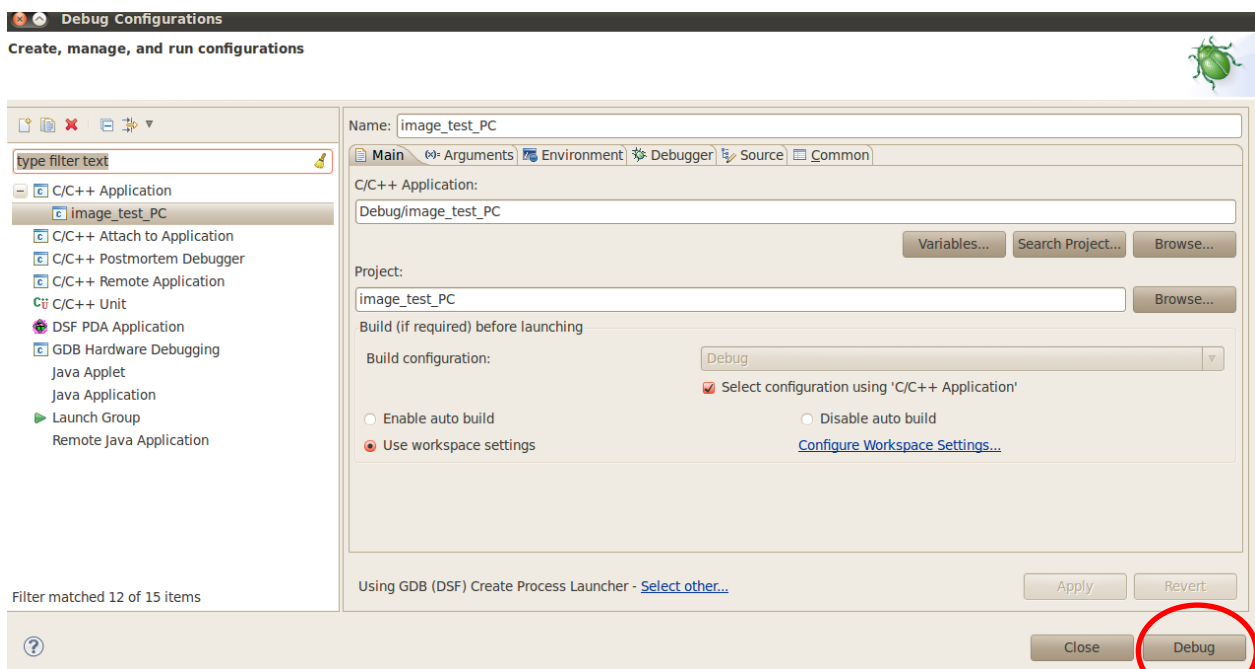 Debug Configurations
Create, manage, and run configurations
type filter text
C/C++ Application
image_test_PC
C/C++ Attach to Application
C/C++ Postmortem Debugger
C/C++ Remote Application
C/C++ Unit
DSF PDA Application
GDB Hardware Debugging
Java Applet
Java Application
Launch Group
Remote Java Application
Filter matched 12 of 15 items
Name: image_test_PC
Main (x)= Arguments Environment Debugger Source Common
C/C++ Application:
Debug/image_test_PC
Variables... Search Project... Browse...
Project:
image_test_PC Browse...
Build (if required) before launching
Build configuration: Debug
Select configuration using 'C/C++ Application'
Enable auto build Disable auto build
Use workspace settings Configure Workspace Settings...
Using GDB (DSF) Create Process Launcher - Select other... Apply Revert
? Close Debug